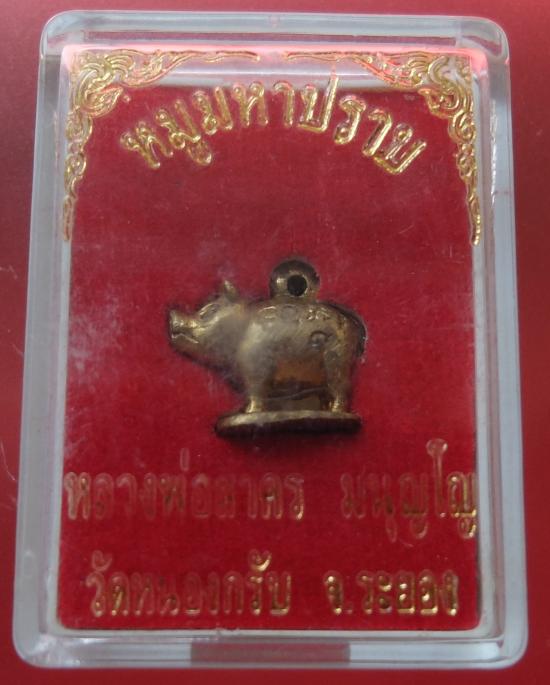 หมูมหาปราบ
หลวงพ่อสาคร มนุญโญ
วัดหนองกรับ จ.ระยอง